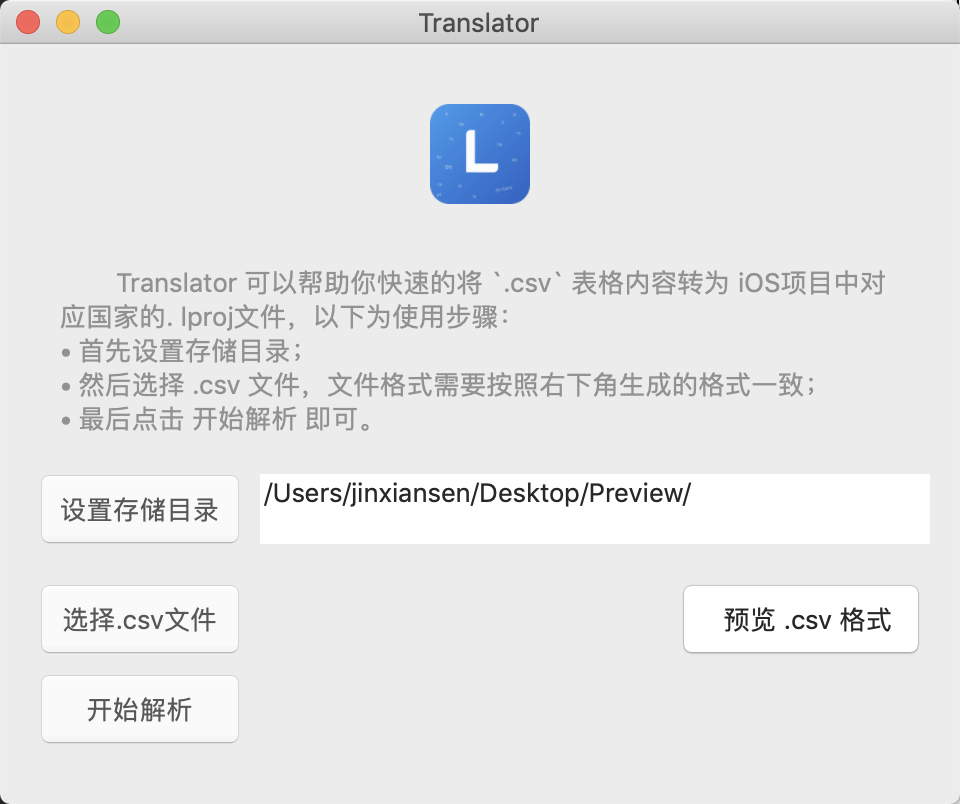 Translator
L
Translator 可以帮助你快速的将 `.csv` 表格内容转为 iOS项目中对
应国家的. lproj文件，以下为使用步骤：
• 首先设置存储目录；
• 然后选择 .csv 文件，文件格式需要按照右下角生成的格式一致；
• 最后点击 开始解析 即可。
设置存储目录
/Users/jinxiansen/Desktop/Preview/
选择.csv文件
预览 .csv 格式
开始解析